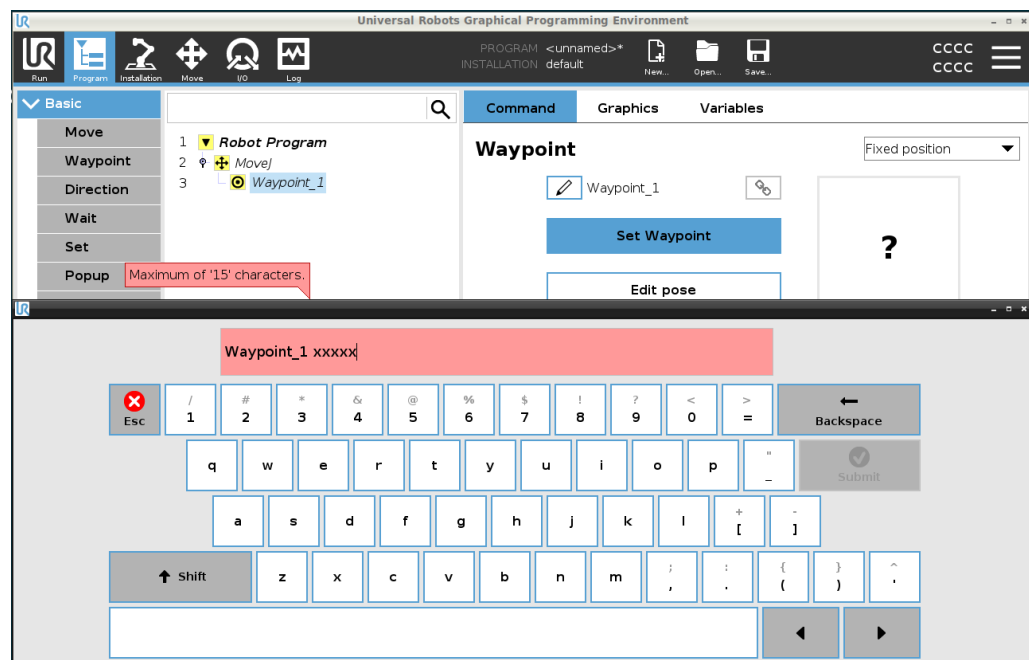 Universal Robots Graphical Programming Environment
UR
Run
Program
Installation
Move
I/O
Log
PROGRAM <unnamed>*
INSTALLATION default
New...
Open...
Save...
CCCC
CCCC
Basic
Move
Waypoint
Direction
Wait
Set
Popup
1 Robot Program
2 MoveJ
3 Waypoint_1
Command Graphics Variables
Waypoint
Fixed position
Waypoint_1
Set Waypoint
Edit pose
?
Maximum of '15' characters.
Waypoint_1 xxxxx
Esc
/ # * & @ % $ ! ? < >
1 2 3 4 5 6 7 8 9 0 =
Backspace
q w e r t y u i o p " _
Submit
a s d f g h j k l + [ - ]
Shift
z x c v b n m ; , : . { ( } ) ^ '